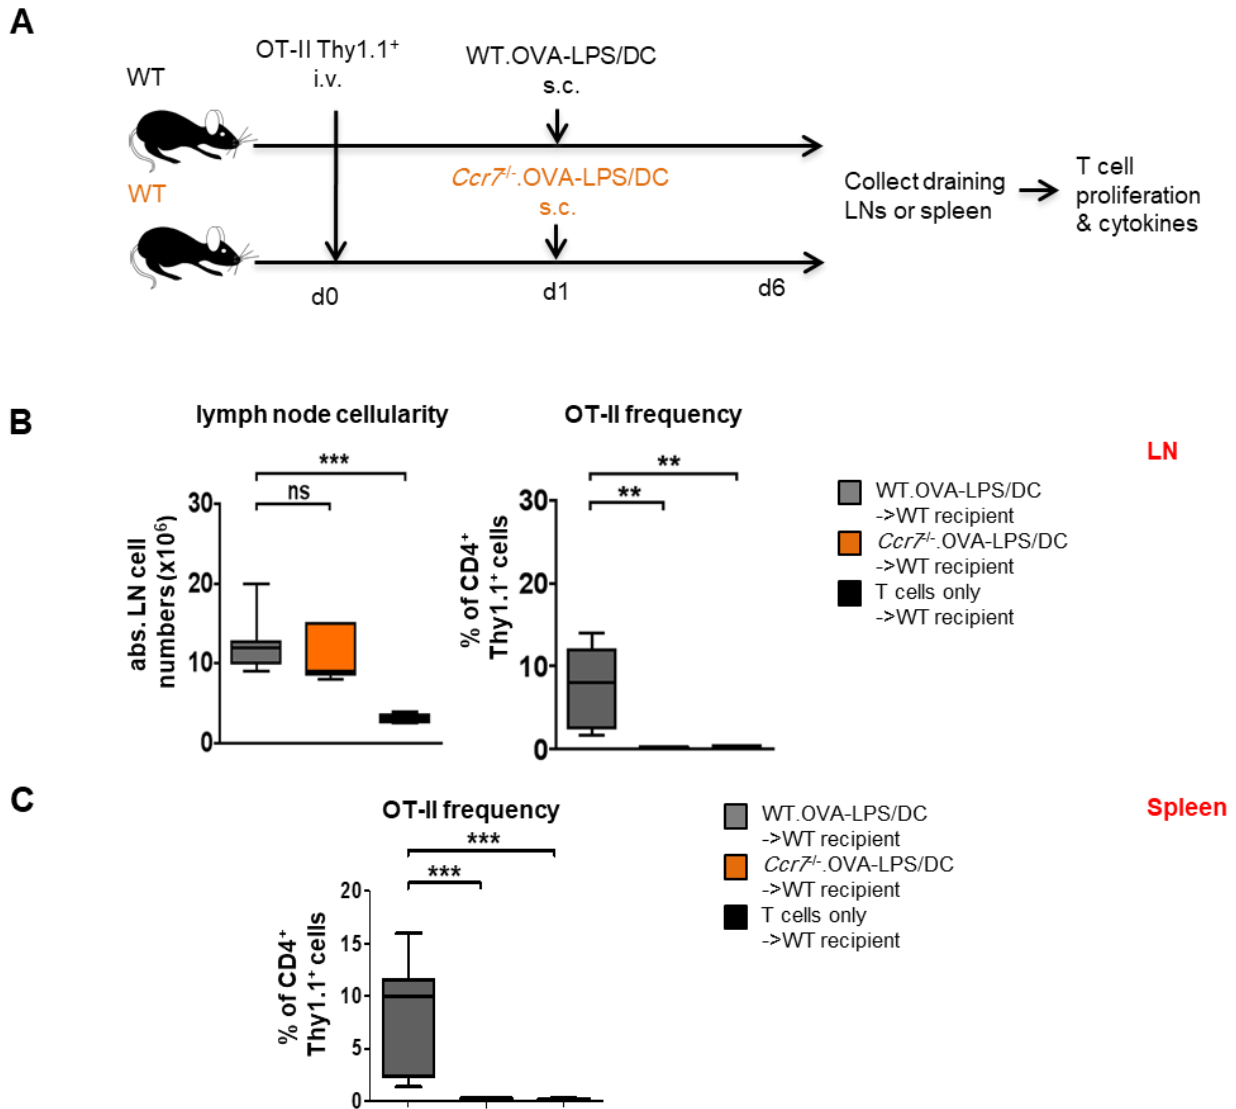 A
OT-II Thy1.1+
i.v.
WT.OVA-LPS/DC
s.c.
WT
WT
Ccr7-/-.OVA-LPS/DC
s.c.
Collect draining
LNs or spleen
T cell
proliferation
& cytokines
d0
d1
d6
B
lymph node cellularity
***
ns
abs. LN cell
numbers (x10⁶)
30
20
10
0
OT-II frequency
**
**
% of CD4+
Thy1.1+ cells
30
20
10
0
LN
WT.OVA-LPS/DC
->WT recipient
Ccr7-/-.OVA-LPS/DC
->WT recipient
T cells only
->WT recipient
C
OT-II frequency
***
***
% of CD4+
Thy1.1+ cells
20
15
10
5
0
Spleen
WT.OVA-LPS/DC
->WT recipient
Ccr7-/-.OVA-LPS/DC
->WT recipient
T cells only
->WT recipient